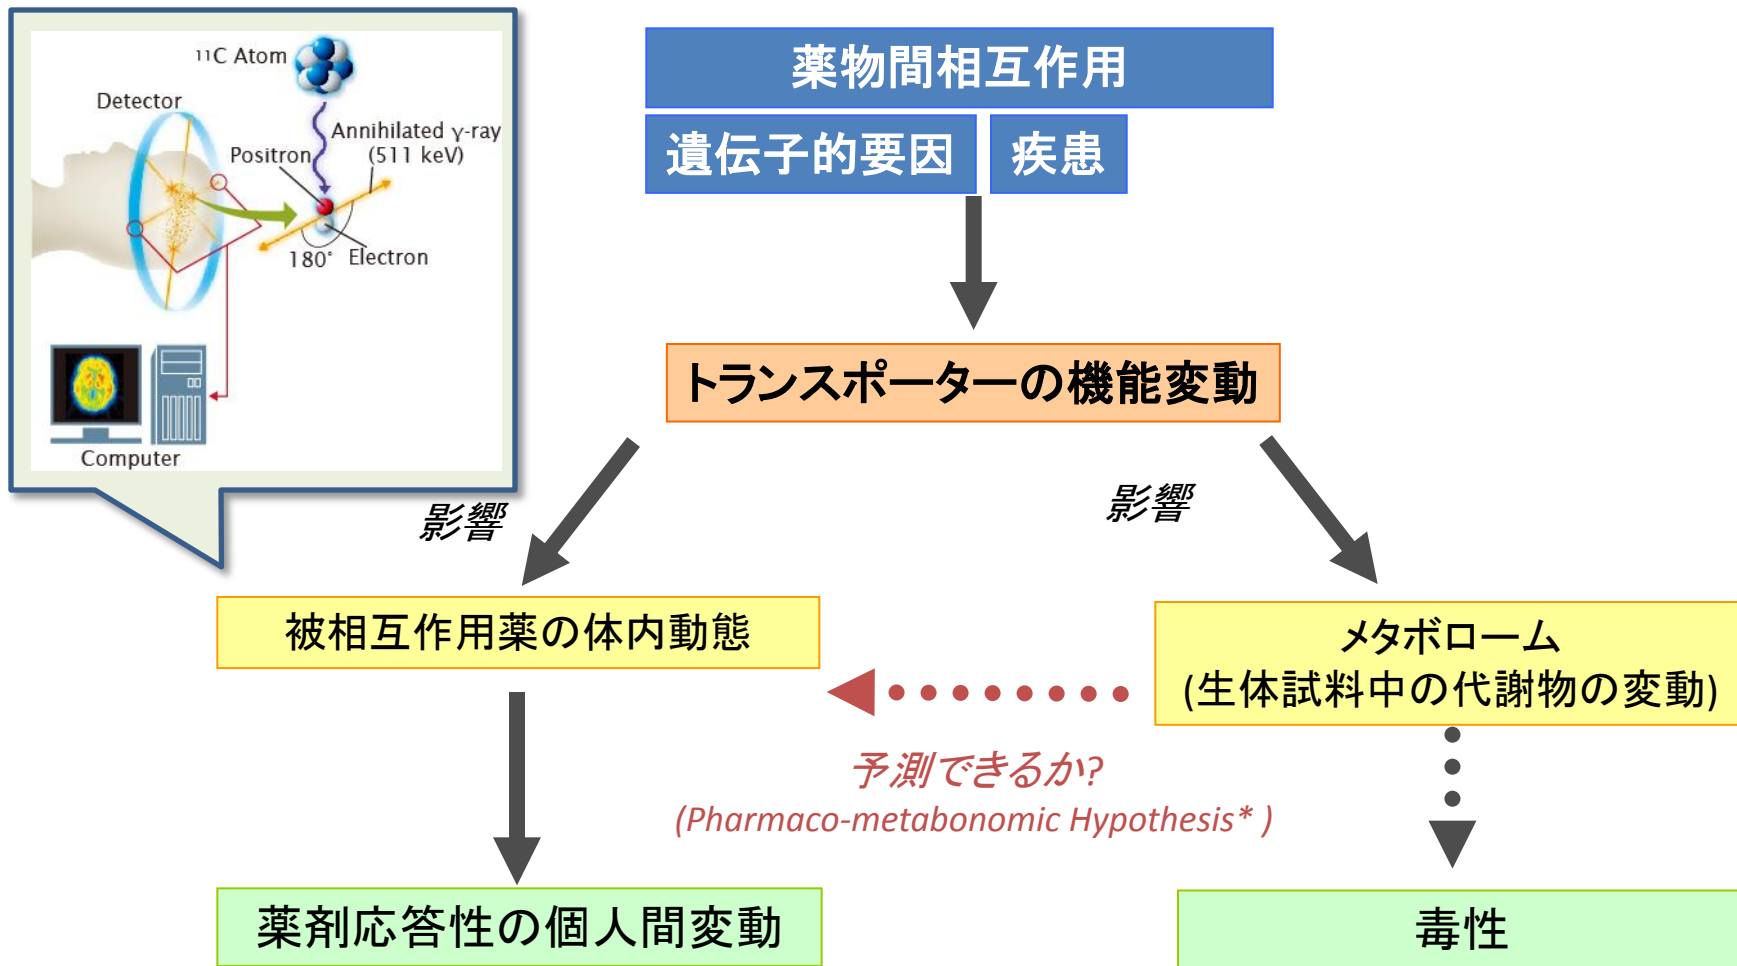 ¹¹C Atom
Detector
Annihilated γ-ray
(511 keV)
Positron
180° Electron
Computer
薬物間相互作用
遺伝子的要因 疾患
トランスポーターの機能変動
影響
影響
被相互作用薬の体内動態
メタボローム
(生体試料中の代謝物の変動)
予測できるか?
(Pharmaco-metabonomic Hypothesis* )
薬剤応答性の個人間変動
毒性